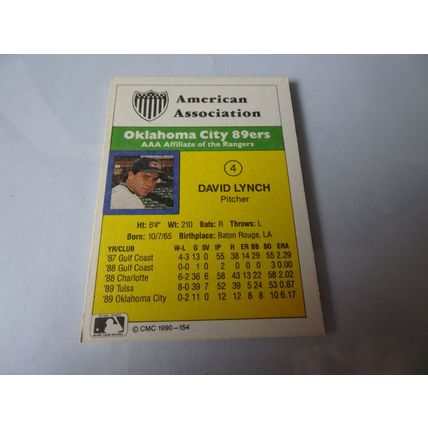 American
Association
Oklahoma City 89ers
AAA Affiliate of the Rangers
4
DAVID LYNCH
Pitcher
Ht: 6'4" Wt: 210 Bats: R Throws: L
Born: 10/7/65 Birthplace: Baton Rouge, LA
YR/CLUB W-L G SV IP H ER BB SO ERA
'87 Gulf Coast 4-3 13 0 55 38 14 29 55 2.29
'88 Gulf Coast 0-0 2 0 3 2 0 0 3 0.00
'88 Charlotte 6-2 36 6 58 43 13 16 58 2.02
'89 Tulsa 8-0 39 7 52 39 5 24 53 0.87
'89 Oklahoma City 0-2 11 0 12 12 8 8 10 6.17
© CMC 1990-154